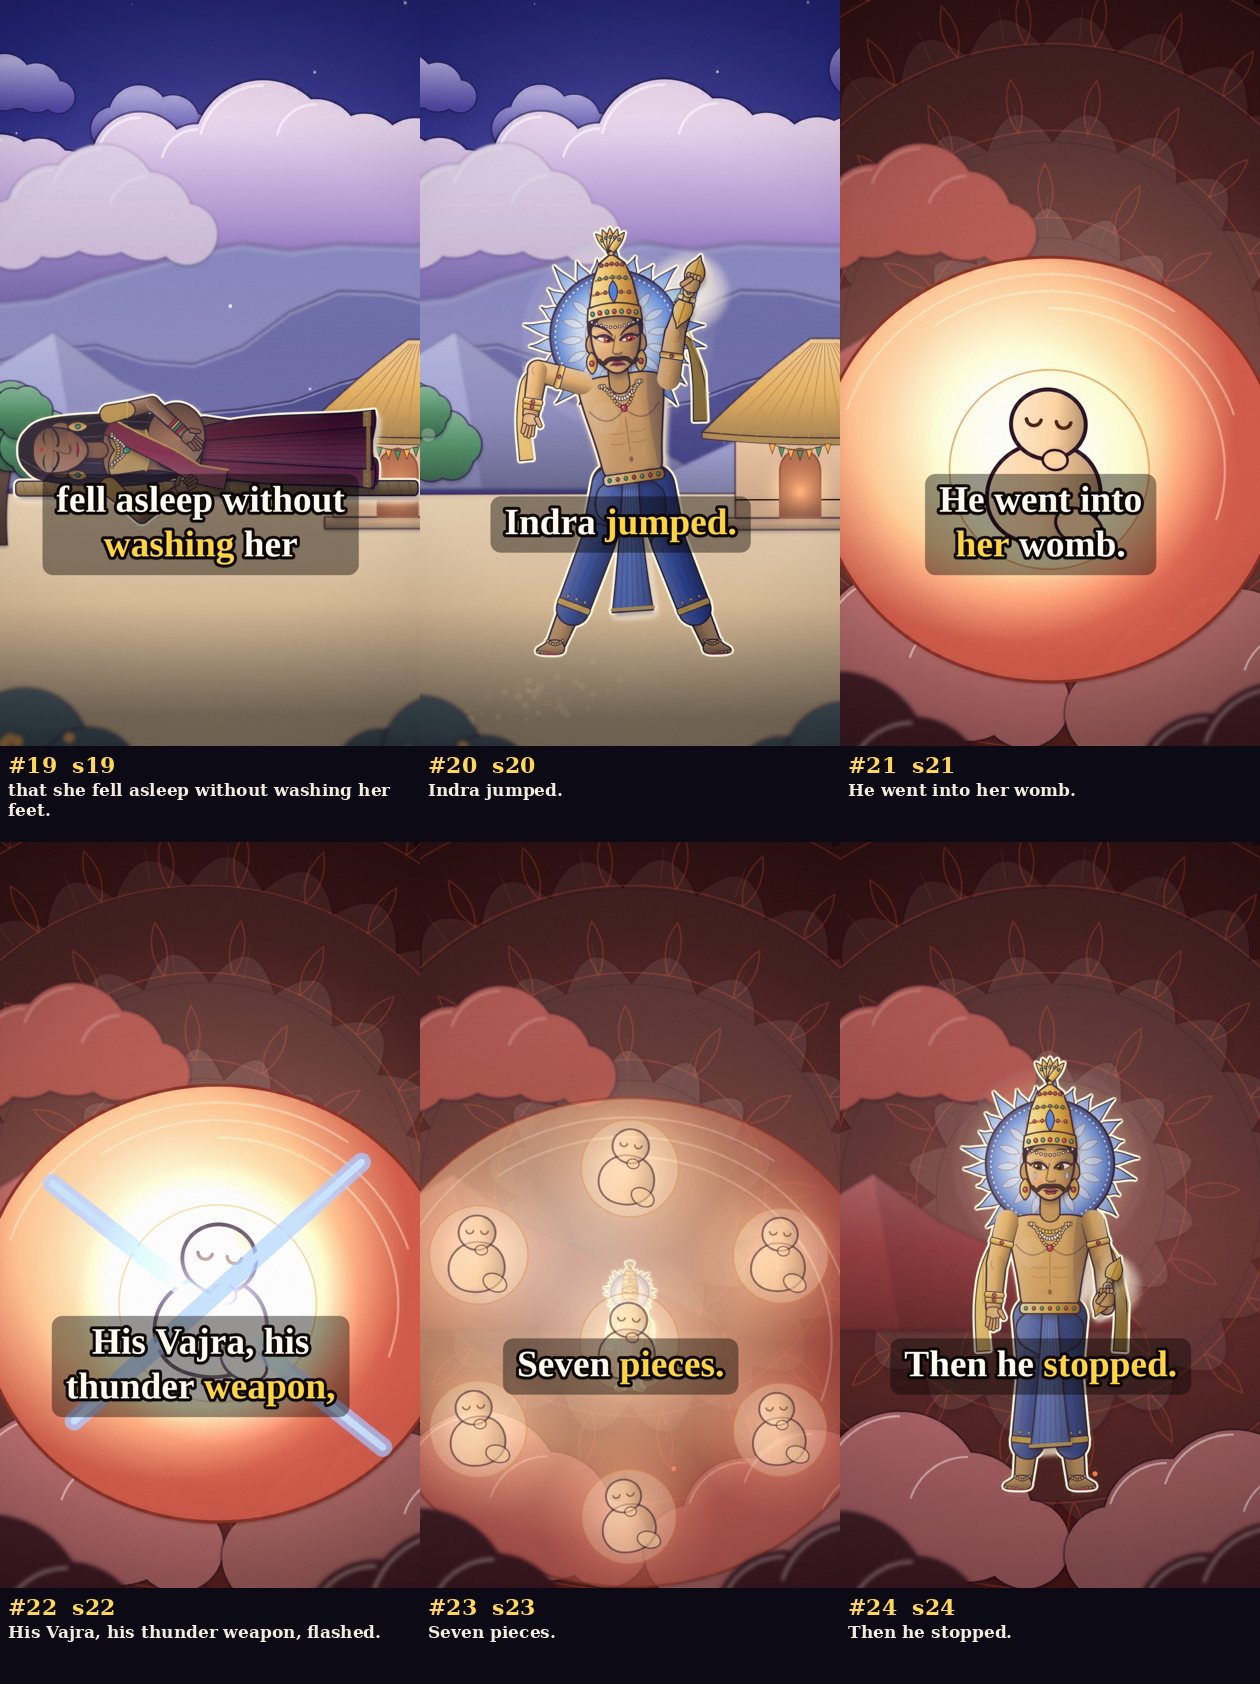 fell asleep without
washing her
Indra jumped.
He went into
her womb.
#19 s19
that she fell asleep without washing her
feet.
#20 s20
Indra jumped.
#21 s21
He went into her womb.
His Vajra, his
thunder weapon,
Seven pieces.
Then he stopped.
#22 s22
His Vajra, his thunder weapon, flashed.
#23 s23
Seven pieces.
#24 s24
Then he stopped.